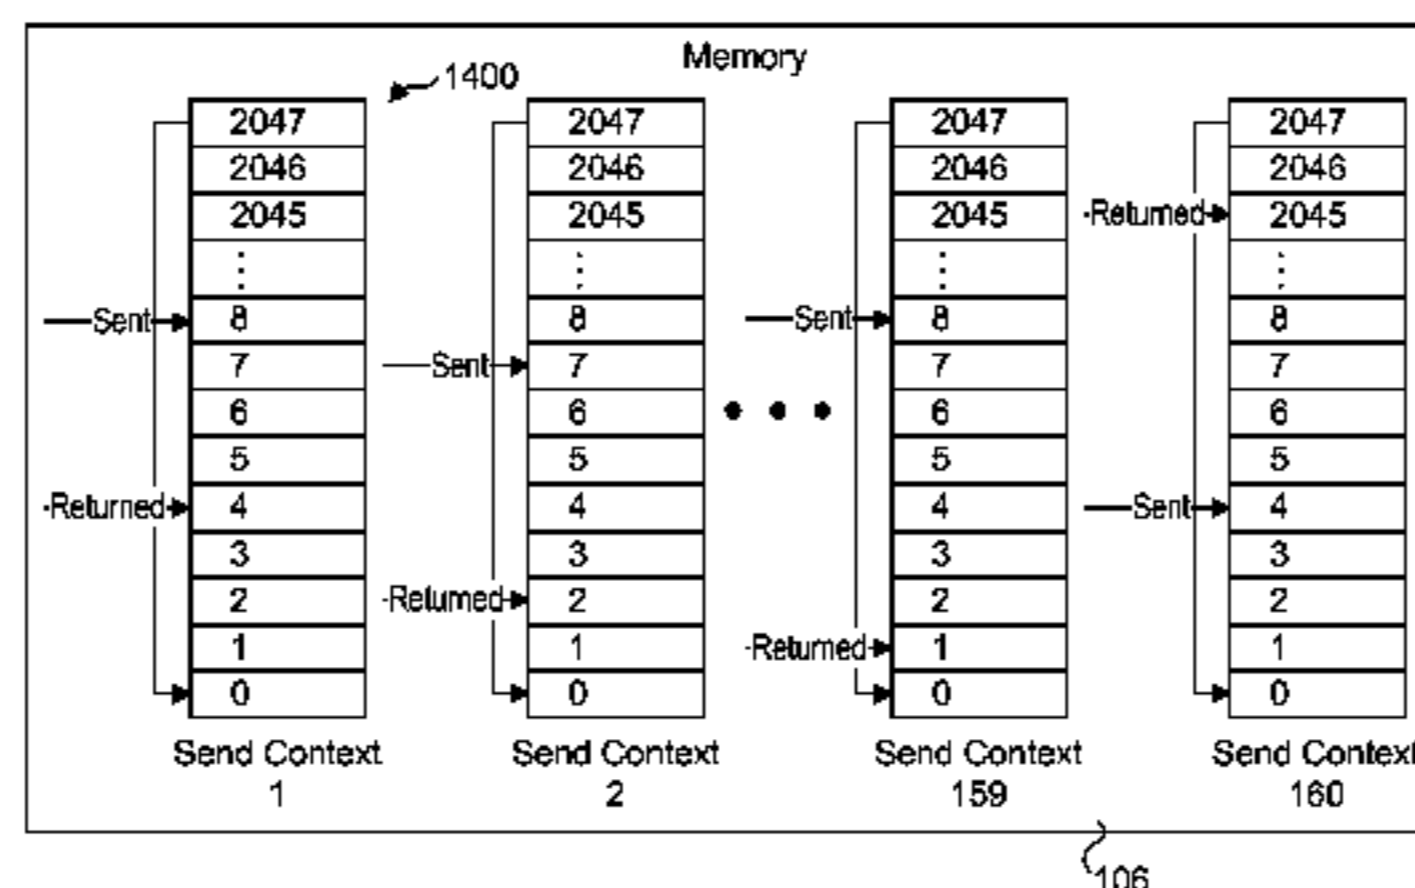 Memory
1400
2047 2047 2047 2047
2046 2046 2046 2046
2045 2045 2045 Returned 2045
⋮ ⋮ ⋮ ⋮
Sent 8 8 Sent 8 8
7 Sent 7 7 7
6 6 • • • 6 6
5 5 5 5
Returned 4 4 4 Sent 4
3 3 3 3
2 Returned 2 2 2
1 1 Returned 1 1
0 0 0 0
Send Context Send Context Send Context Send Context
1 2 159 160
106